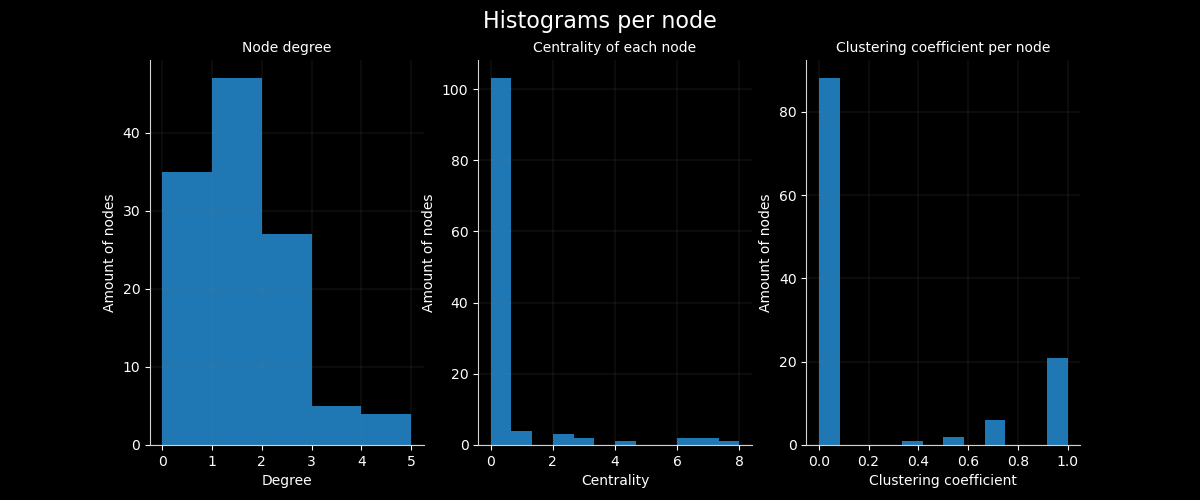 Histograms per node
Node degree
Centrality of each node
Clustering coefficient per node
Amount of nodes
40
30
20
10
0
0 1 2 3 4 5
Degree
Amount of nodes
100
80
60
40
20
0
0 2 4 6 8
Centrality
Amount of nodes
80
60
40
20
0
0.0 0.2 0.4 0.6 0.8 1.0
Clustering coefficient